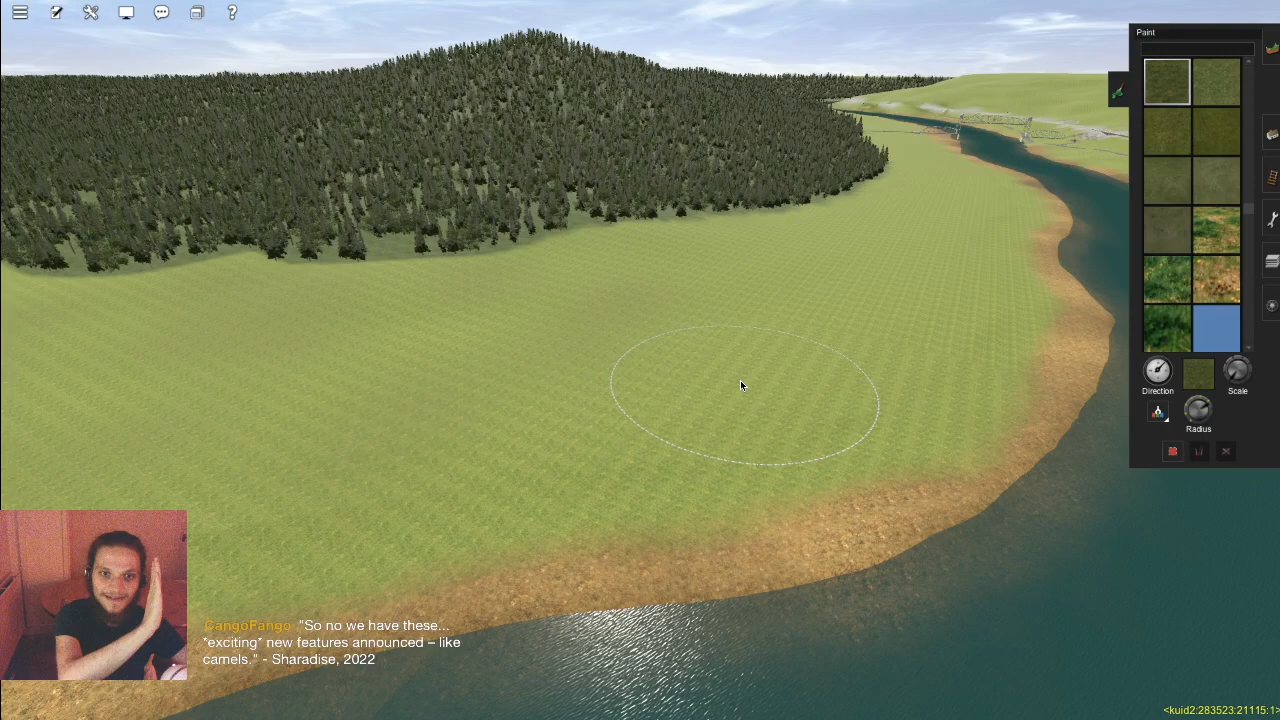 Paint
Direction
Scale
Radius
CangoFango "So no we have these...
*exciting* new features announced – like
camels." - Sharadise, 2022
<kuid2:283523:21115:1>